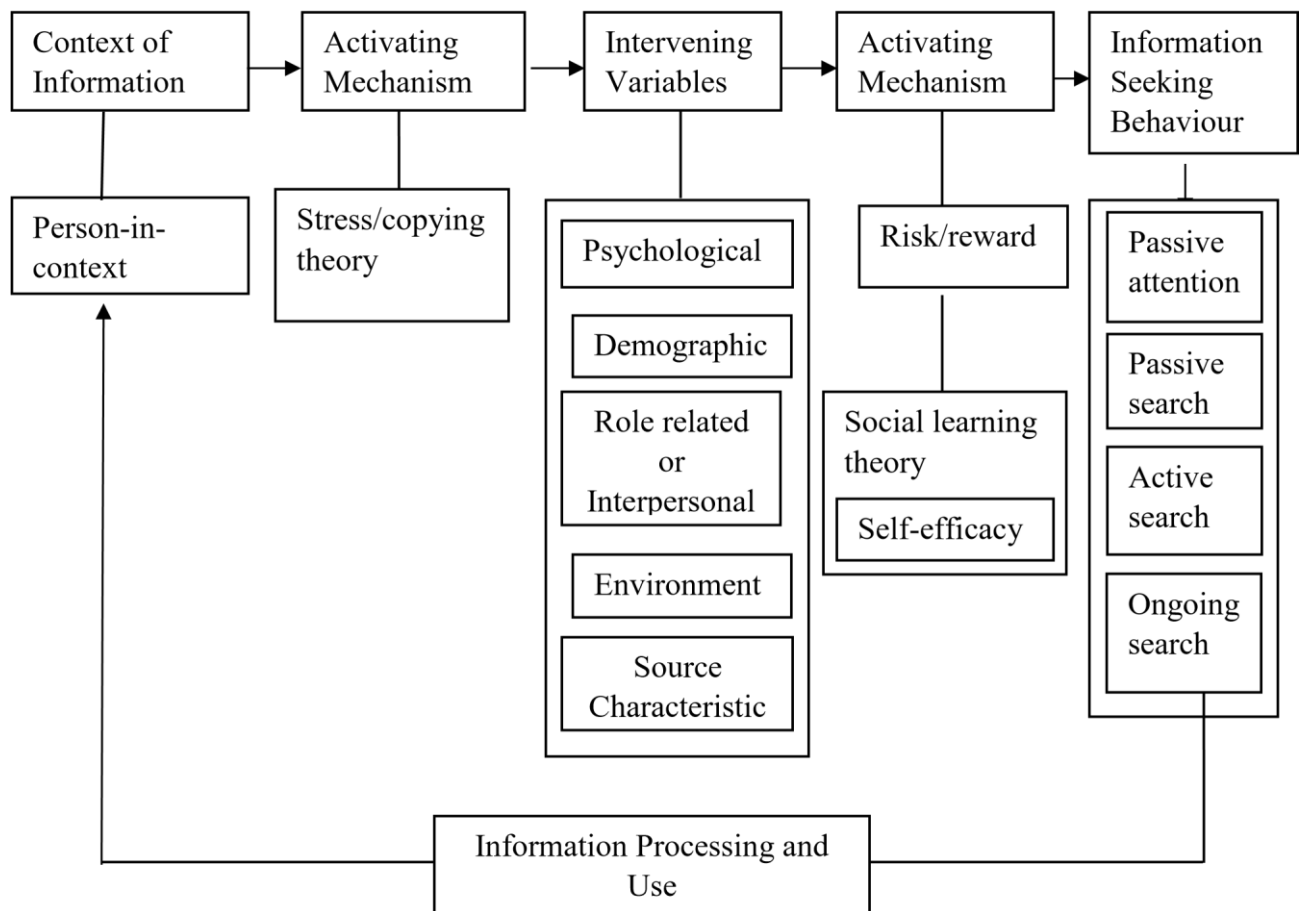 Context of
Information
Activating
Mechanism
Intervening
Variables
Activating
Mechanism
Information
Seeking
Behaviour
Person-in-
context
Stress/copying
theory
Psychological
Demographic
Role related
or
Interpersonal
Environment
Source
Characteristic
Risk/reward
Social learning
theory
Self-efficacy
Passive
attention
Passive
search
Active
search
Ongoing
search
Information Processing and
Use